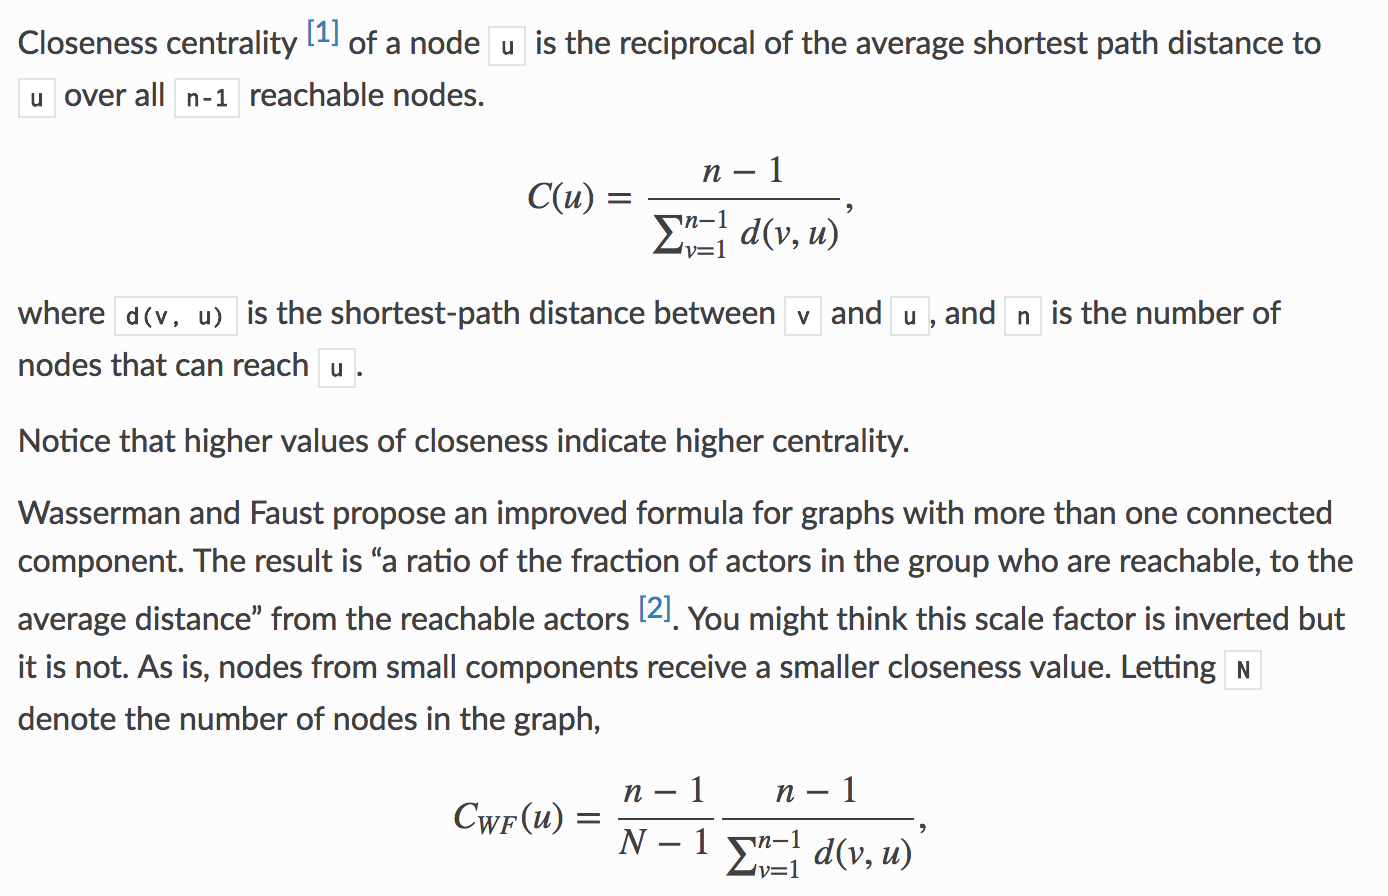 Closeness centrality [1] of a node u is the reciprocal of the average shortest path distance to
u over all n-1 reachable nodes.
C(u) = \frac{n − 1}{\sum_{v=1}^{n−1} d(v, u)},
where d(v, u) is the shortest-path distance between v and u , and n is the number of
nodes that can reach u .
Notice that higher values of closeness indicate higher centrality.
Wasserman and Faust propose an improved formula for graphs with more than one connected
component. The result is “a ratio of the fraction of actors in the group who are reachable, to the
average distance” from the reachable actors [2]. You might think this scale factor is inverted but
it is not. As is, nodes from small components receive a smaller closeness value. Letting N
denote the number of nodes in the graph,
C_{WF}(u) = \frac{n − 1}{N − 1} \frac{n − 1}{\sum_{v=1}^{n−1} d(v, u)},